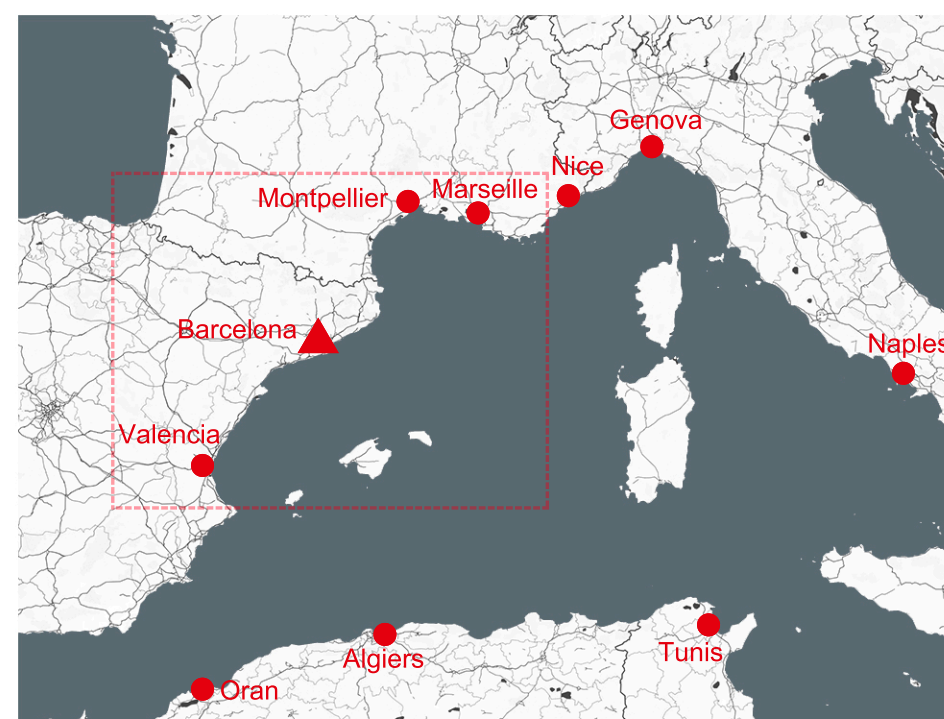 Genova
Nice
Montpellier
Marseille
Barcelona
Naples
Valencia
Algiers
Tunis
Oran